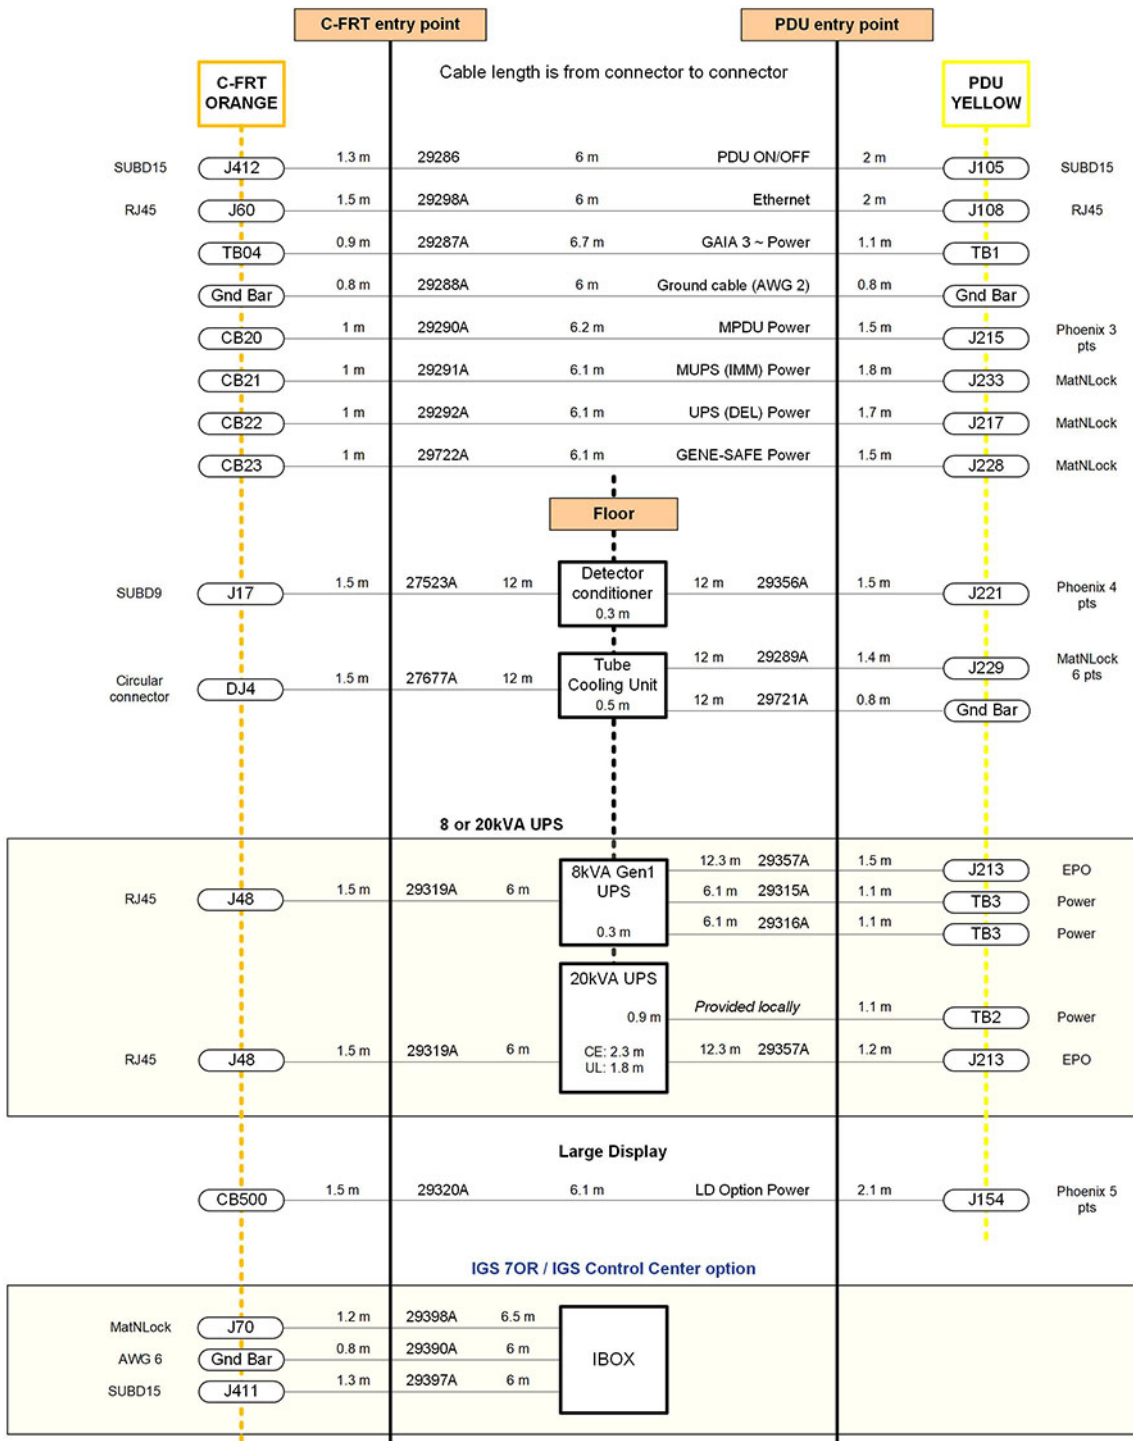 C-FRT entry point
PDU entry point
Cable length is from connector to connector
C-FRT
ORANGE
PDU
YELLOW
SUBD15 J412 1.3 m 29286 6 m PDU ON/OFF 2 m J105 SUBD15
RJ45 J60 1.5 m 29298A 6 m Ethernet 2 m J108 RJ45
TB04 0.9 m 29287A 6.7 m GAIA 3 ~ Power 1.1 m TB1
Gnd Bar 0.8 m 29288A 6 m Ground cable (AWG 2) 0.8 m Gnd Bar
CB20 1 m 29290A 6.2 m MPDU Power 1.5 m J215 Phoenix 3
pts
CB21 1 m 29291A 6.1 m MUPS (IMM) Power 1.8 m J233 MatNLock
CB22 1 m 29292A 6.1 m UPS (DEL) Power 1.7 m J217 MatNLock
CB23 1 m 29722A 6.1 m GENE-SAFE Power 1.5 m J228 MatNLock
Floor
SUBD9 J17 1.5 m 27523A 12 m
Detector
conditioner
0.3 m
12 m 29356A 1.5 m J221 Phoenix 4
pts
Circular
connector
DJ4 1.5 m 27677A 12 m
Tube
Cooling Unit
0.5 m
12 m 29289A 1.4 m J229 MatNLock
6 pts
12 m 29721A 0.8 m Gnd Bar
8 or 20kVA UPS
RJ45 J48 1.5 m 29319A 6 m
8kVA Gen1
UPS
0.3 m
12.3 m 29357A 1.5 m J213 EPO
6.1 m 29315A 1.1 m TB3 Power
6.1 m 29316A 1.1 m TB3 Power
20kVA UPS
0.9 m
Provided locally 1.1 m TB2 Power
RJ45 J48 1.5 m 29319A 6 m
CE: 2.3 m
UL: 1.8 m
12.3 m 29357A 1.2 m J213 EPO
Large Display
CB500 1.5 m 29320A 6.1 m LD Option Power 2.1 m J154 Phoenix 5
pts
IGS 7OR / IGS Control Center option
MatNLock J70 1.2 m 29398A 6.5 m
AWG 6 Gnd Bar 0.8 m 29390A 6 m
IBOX
SUBD15 J411 1.3 m 29397A 6 m